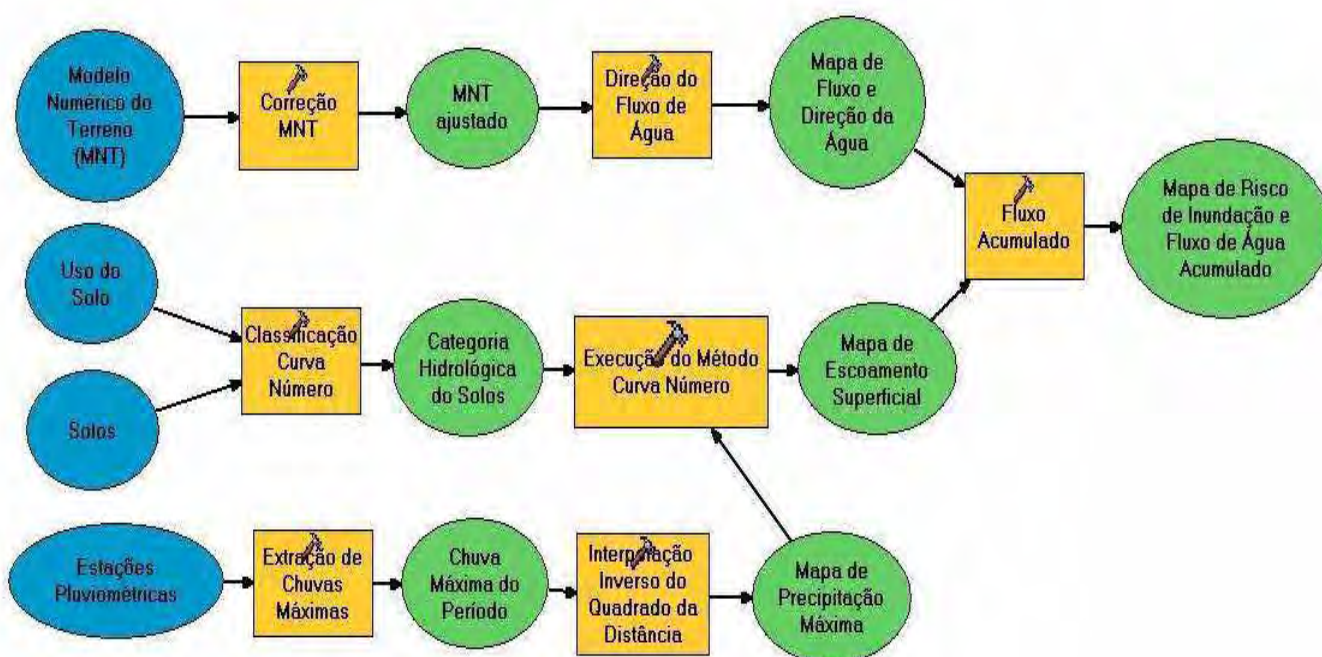 Modelo
Numérico do
Terreno
(MNT)
Correção
MNT
MNT
ajustado
Direção do
Fluxo de
Água
Mapa de
Fluxo e
Direção da
Água
Fluxo
Acumulado
Mapa de Risco
de Inundação e
Fluxo de Água
Acumulado
Uso do
Solo
Solos
Classificação
Curva
Número
Categoria
Hidrológica
do Solos
Execução do Método
Curva Número
Mapa de
Escoamento
Superficial
Estações
Pluviométricas
Extração de
Chuvas
Máximas
Chuva
Máxima do
Período
Interpolação
Inverso do
Quadrado da
Distância
Mapa de
Precipitação
Máxima